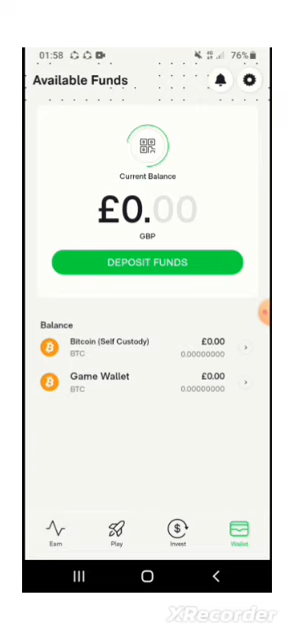 01:58 76%
Available Funds
Current Balance
£0.00
GBP
DEPOSIT FUNDS
Balance
Bitcoin (Self Custody) £0.00
BTC 0.00000000
Game Wallet £0.00
BTC 0.00000000
Earn Play Invest Wallet
XRecorder